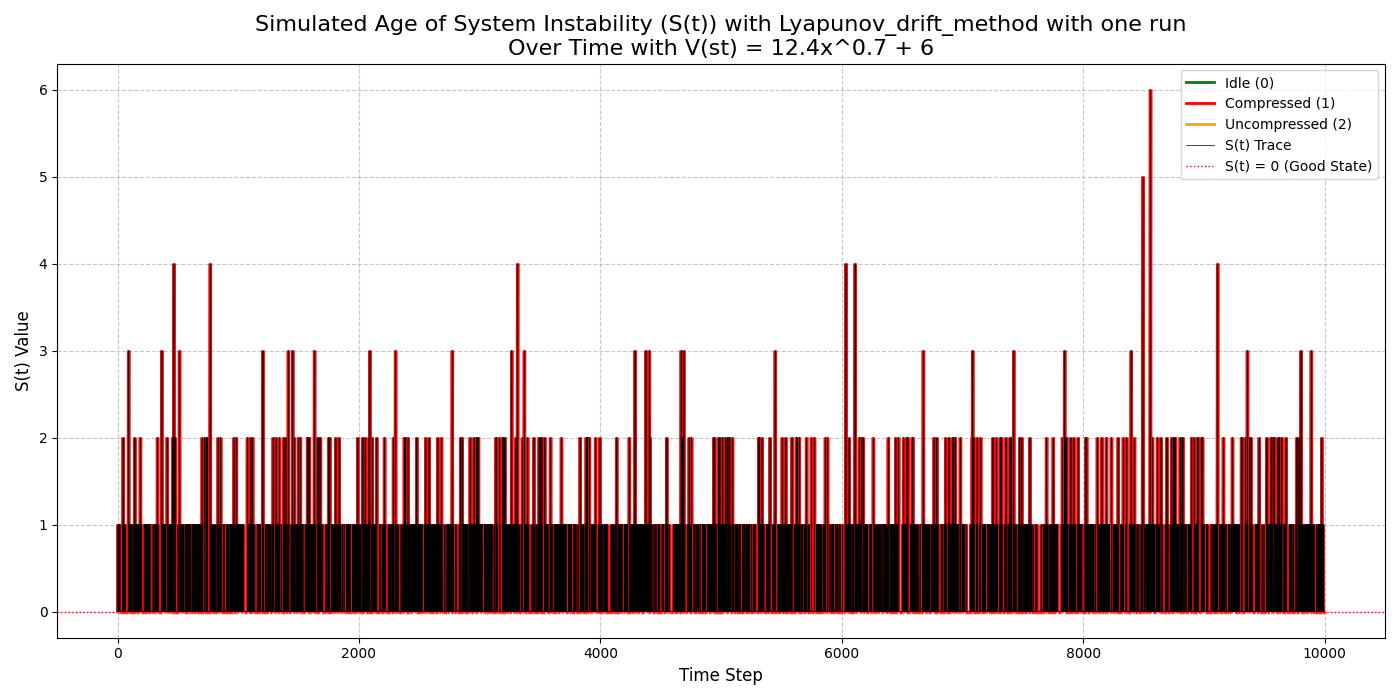 Simulated Age of System Instability (S(t)) with Lyapunov_drift_method with one run
Over Time with V(st) = 12.4x^0.7 + 6
Idle (0)
Compressed (1)
Uncompressed (2)
S(t) Trace
S(t) = 0 (Good State)
S(t) Value
6
5
4
3
2
1
0
0 2000 4000 6000 8000 10000
Time Step